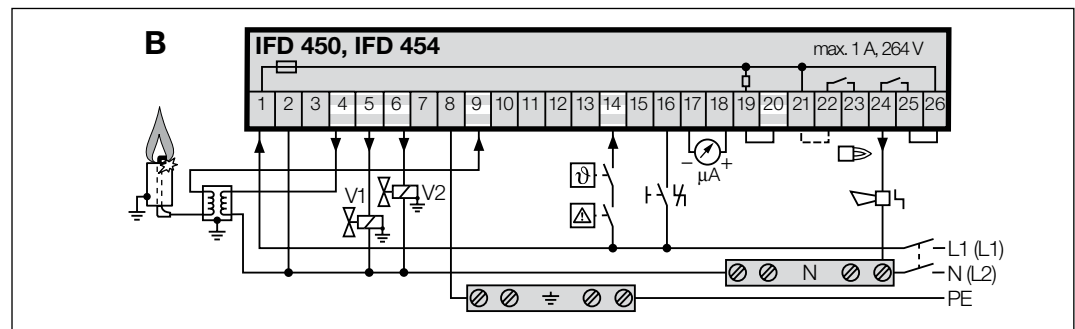 B
IFD 450, IFD 454
max. 1 A, 264 V
1 2 3 4 5 6 7 8 9 10 11 12 13 14 15 16 17 18 19 20 21 22 23 24 25 26
ϑ
– +
µA
V1
V2
L1 (L1)
N
N (L2)
PE